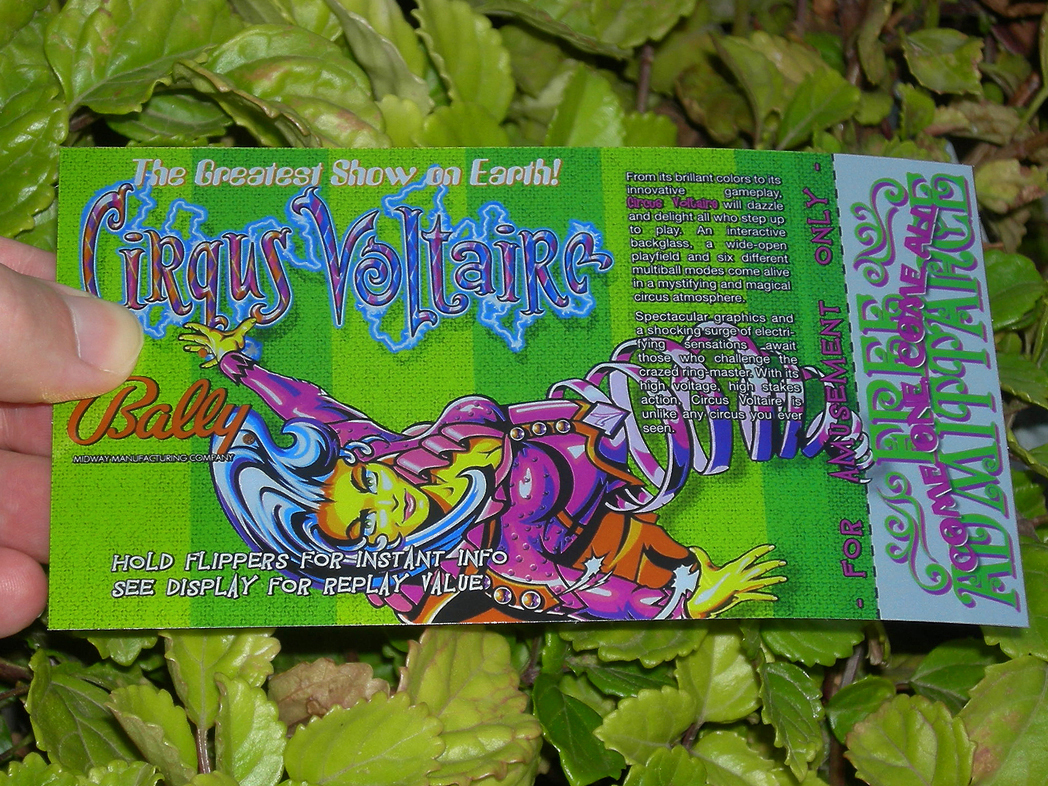 The Greatest Show on Earth!
Cirqus Voltaire
Bally
MIDWAY MANUFACTURING COMPANY
HOLD FLIPPERS FOR INSTANT INFO
SEE DISPLAY FOR REPLAY VALUE
From its brillant colors to its
innovative gameplay,
Circus Voltaire will dazzle
and delight all who step up
to play. An interactive
backglass, a wide-open
playfield and six different
multiball modes come alive
in a mystifying and magical
circus atmosphere.
Spectacular graphics and
a shocking surge of electri-
fying sensations await
those who challenge the
crazed ring-master. With its
high voltage, high stakes
action, Circus Voltaire is
unlike any circus you ever
seen.
- FOR AMUSEMENT ONLY -
FREE
COME ONE COME ALL
ADMITTANCE